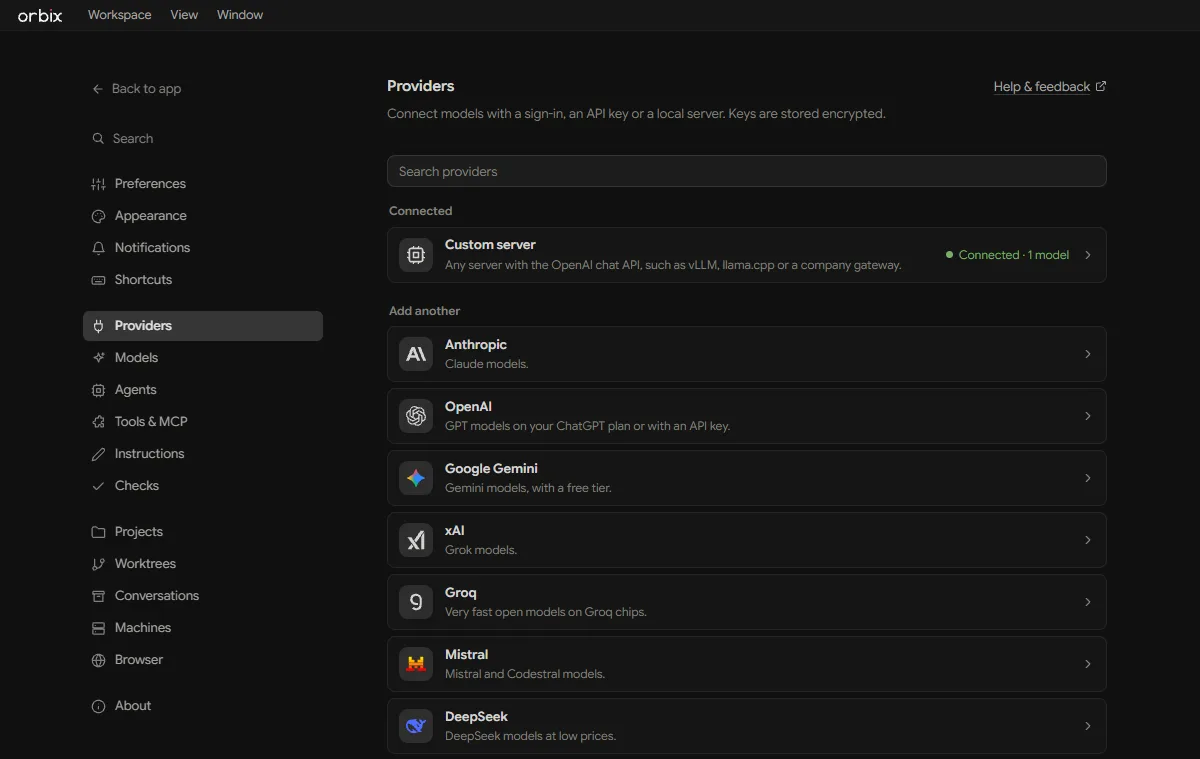 orbix Workspace View Window
Back to app
Search
Preferences
Appearance
Notifications
Shortcuts
Providers
Models
Agents
Tools & MCP
Instructions
Checks
Projects
Worktrees
Conversations
Machines
Browser
About
Providers
Help & feedback
Connect models with a sign-in, an API key or a local server. Keys are stored encrypted.
Search providers
Connected
Custom server
Any server with the OpenAI chat API, such as vLLM, llama.cpp or a company gateway.
Connected · 1 model
Add another
Anthropic
Claude models.
OpenAI
GPT models on your ChatGPT plan or with an API key.
Google Gemini
Gemini models, with a free tier.
xAI
Grok models.
Groq
Very fast open models on Groq chips.
Mistral
Mistral and Codestral models.
DeepSeek
DeepSeek models at low prices.